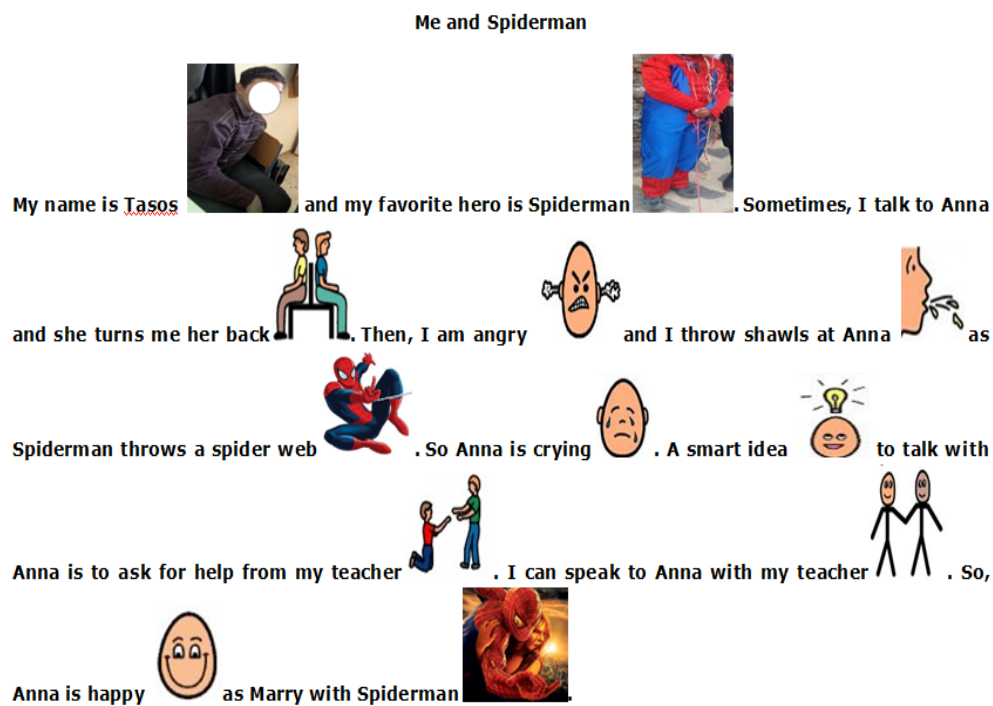 Me and Spiderman
My name is Tasos and my favorite hero is Spiderman . Sometimes, I talk to Anna
and she turns me her back . Then, I am angry and I throw shawls at Anna as
Spiderman throws a spider web . So Anna is crying . A smart idea to talk with
Anna is to ask for help from my teacher . I can speak to Anna with my teacher . So,
Anna is happy as Marry with Spiderman .